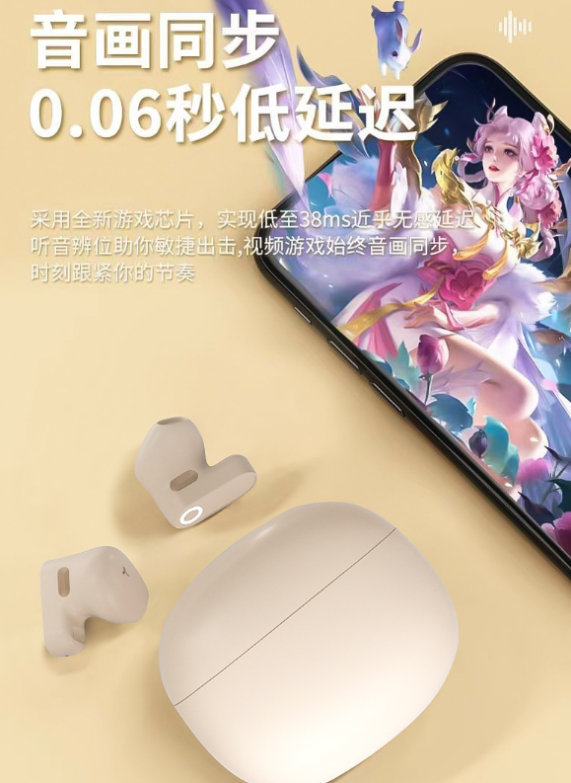 音画同步
0.06秒低延迟
采用全新游戏芯片，实现低至38ms近乎无感延迟
听音辨位助你敏捷出击,视频游戏始终音画同步
时刻跟紧你的节奏